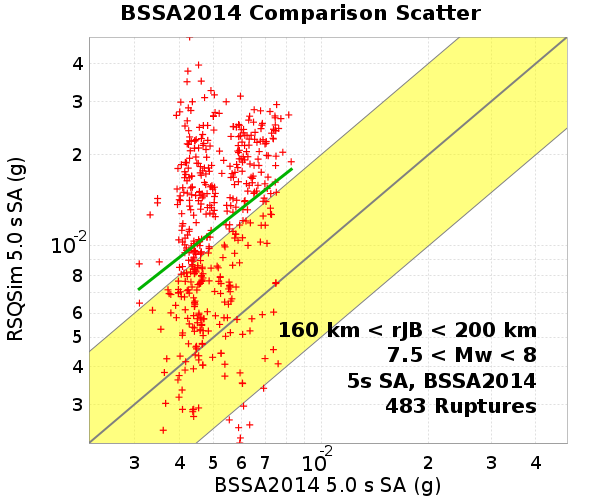 BSSA2014 Comparison Scatter
RSQSim 5.0 s SA (g)
4
3
2
10-2
8
6
5
4
3
160 km < rJB < 200 km
7.5 < Mw < 8
5s SA, BSSA2014
483 Ruptures
3 4 5 6 7 10-2 2 3 4
BSSA2014 5.0 s SA (g)